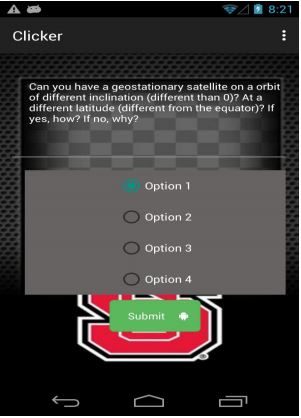 8:21
Clicker
Can you have a geostationary satellite on a orbit
of different inclination (different than 0)? At a
different latitude (different from the equator)? If
yes, how? If no, why?
Option 1
Option 2
Option 3
Option 4
Submit
S
®